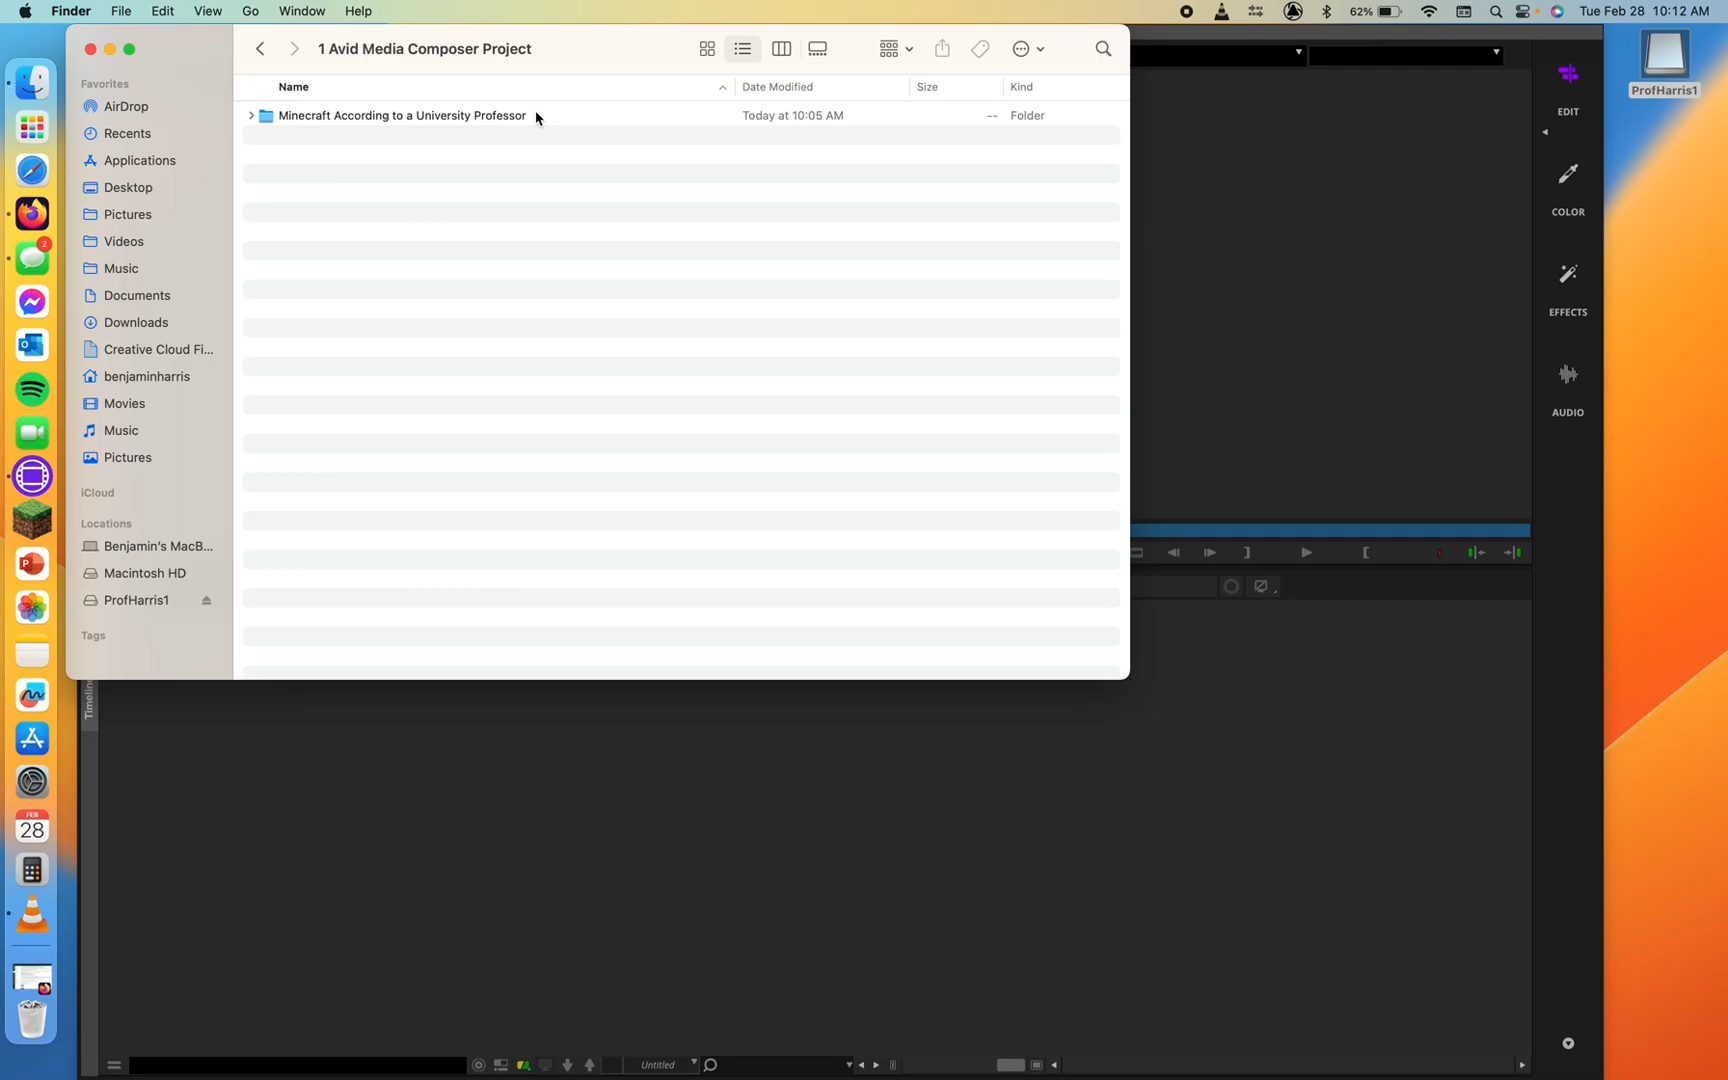 Finder File Edit View Go Window Help 62% Tue Feb 28 10:12 AM
1 Avid Media Composer Project
Favorites
AirDrop
Recents
Applications
Desktop
Pictures
Videos
Music
Documents
Downloads
Creative Cloud Fi...
benjaminharris
Movies
Music
Pictures
iCloud
Locations
Benjamin's MacB...
Macintosh HD
ProfHarris1
Tags
Name Date Modified Size Kind
Minecraft According to a University Professor Today at 10:05 AM -- Folder
ProfHarris1
EDIT
COLOR
EFFECTS
AUDIO
2
FEB
28
Timeline
Untitled